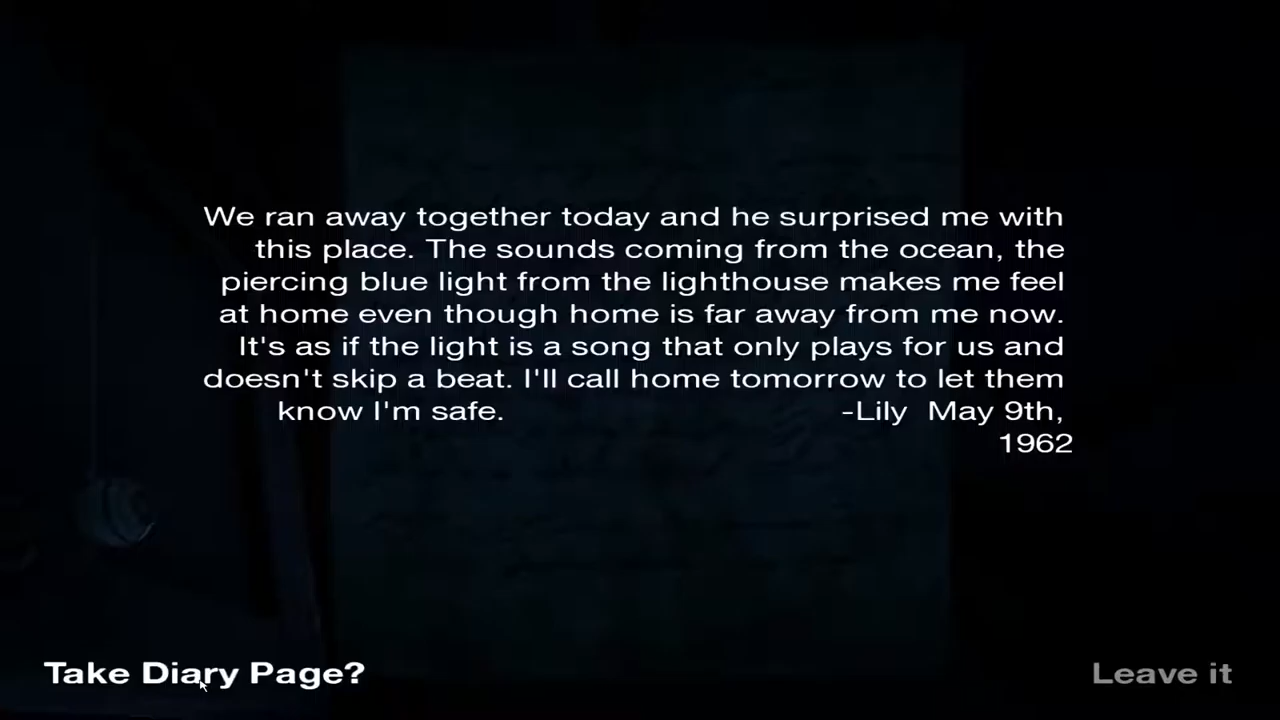 We ran away together today and he surprised me with
this place. The sounds coming from the ocean, the
piercing blue light from the lighthouse makes me feel
at home even though home is far away from me now.
It's as if the light is a song that only plays for us and
doesn't skip a beat. I'll call home tomorrow to let them
know I'm safe. -Lily May 9th,
1962
Take Diary Page?
Leave it